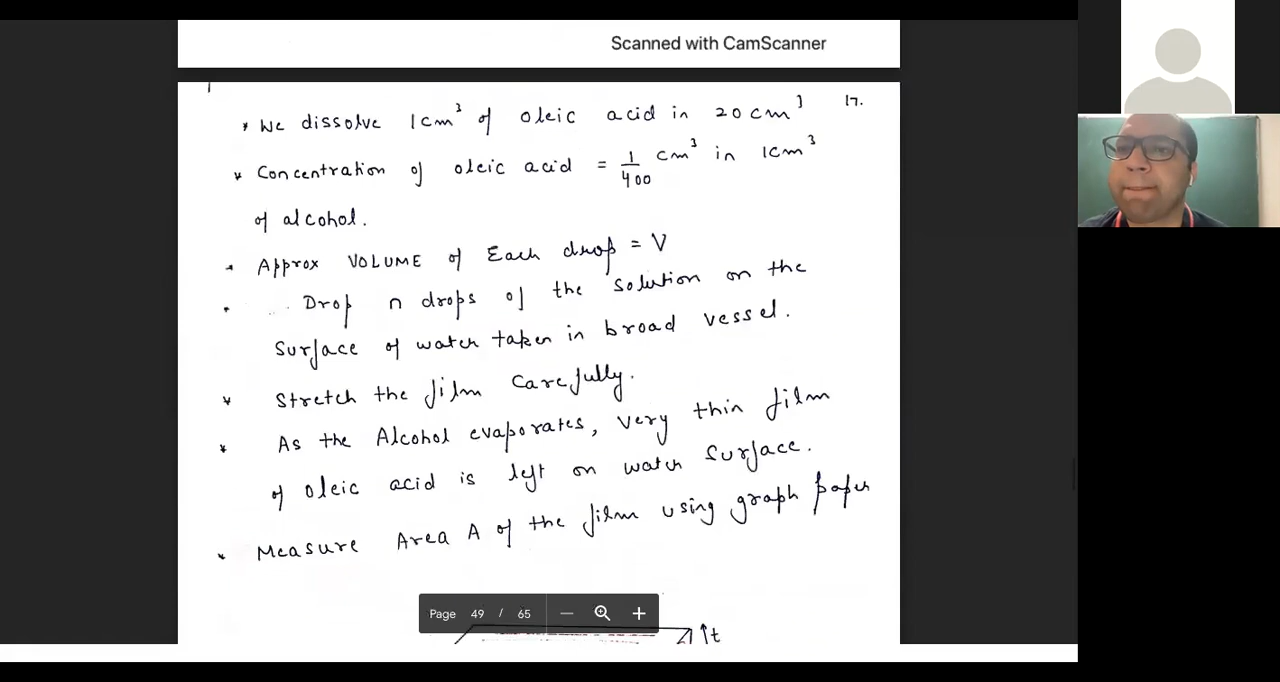 Scanned with CamScanner
17.
* We dissolve 1cm³ of oleic acid in 20cm³
* Concentration of oleic acid = 1/400 cm³ in 1cm³
of alcohol.
* Approx VOLUME of Each drop = V
* Drop n drops of the solution on the
Surface of water taken in broad vessel.
* Stretch the film carefully.
* As the Alcohol evaporates, very thin film
of oleic acid is left on water surface.
* Measure Area A of the film using graph paper
Page 49 / 65
t